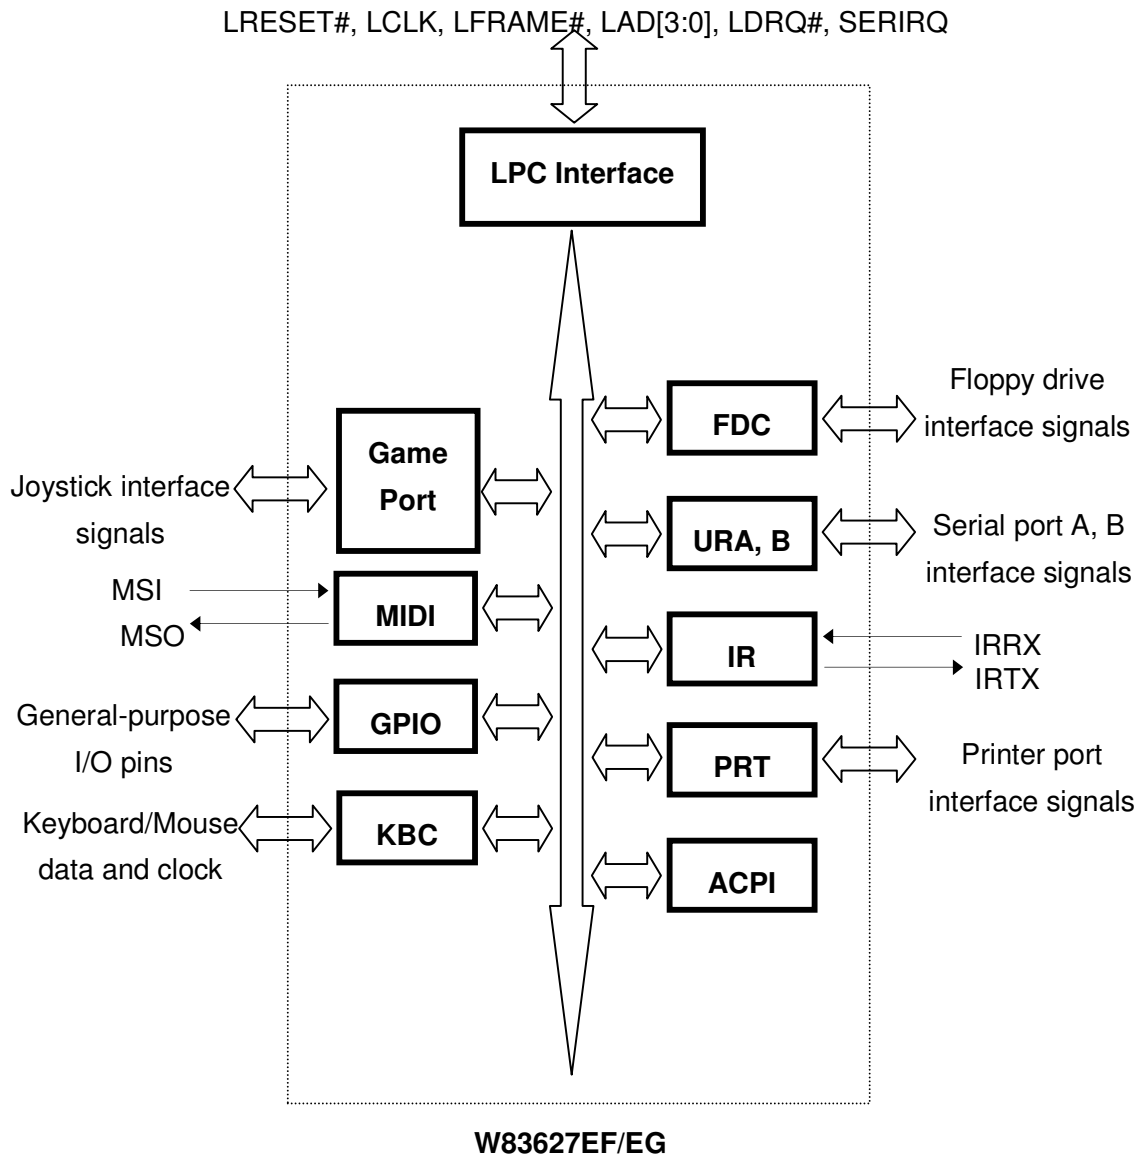 LRESET#, LCLK, LFRAME#, LAD[3:0], LDRQ#, SERIRQ
LPC Interface
Game
Port
Joystick interface
signals
MSI
MSO
MIDI
General-purpose
I/O pins
GPIO
Keyboard/Mouse
data and clock
KBC
FDC
Floppy drive
interface signals
URA, B
Serial port A, B
interface signals
IR
IRRX
IRTX
PRT
Printer port
interface signals
ACPI
W83627EF/EG